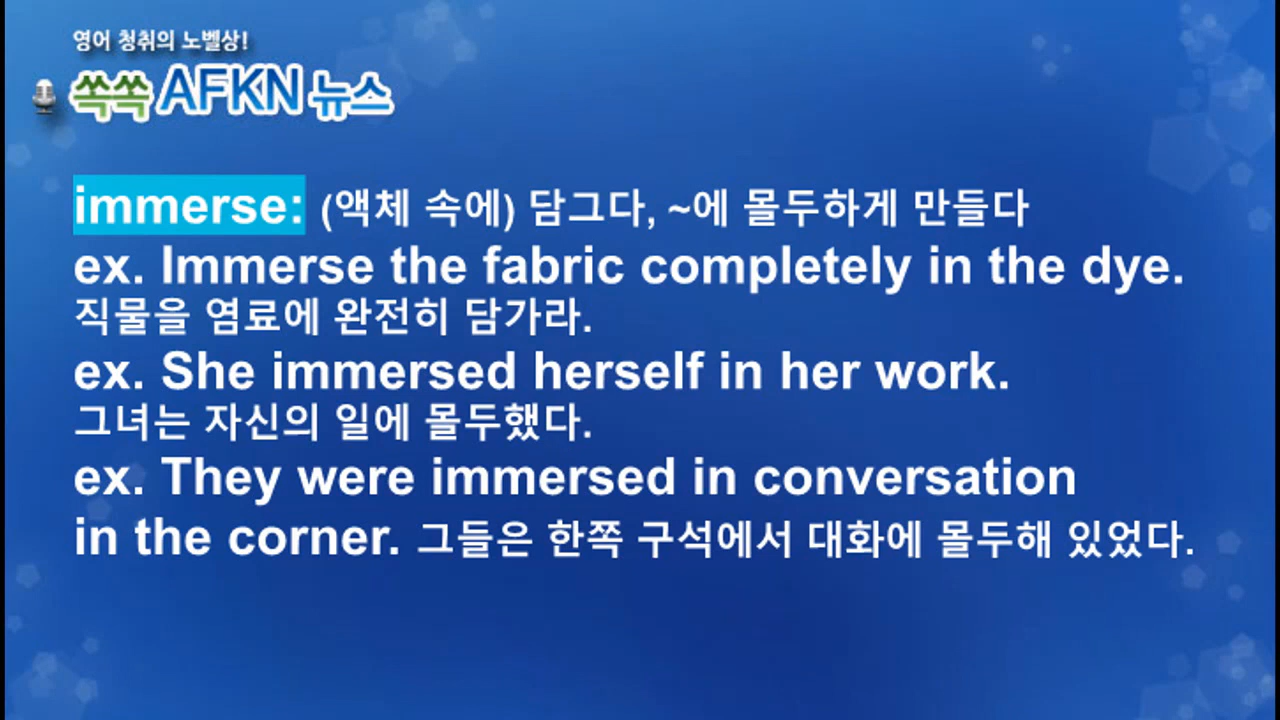 영어 청취의 노벨상!
쏙쏙 AFKN 뉴스
immerse: (액체 속에) 담그다, ~에 몰두하게 만들다
ex. Immerse the fabric completely in the dye.
직물을 염료에 완전히 담가라.
ex. She immersed herself in her work.
그녀는 자신의 일에 몰두했다.
ex. They were immersed in conversation
in the corner. 그들은 한쪽 구석에서 대화에 몰두해 있었다.